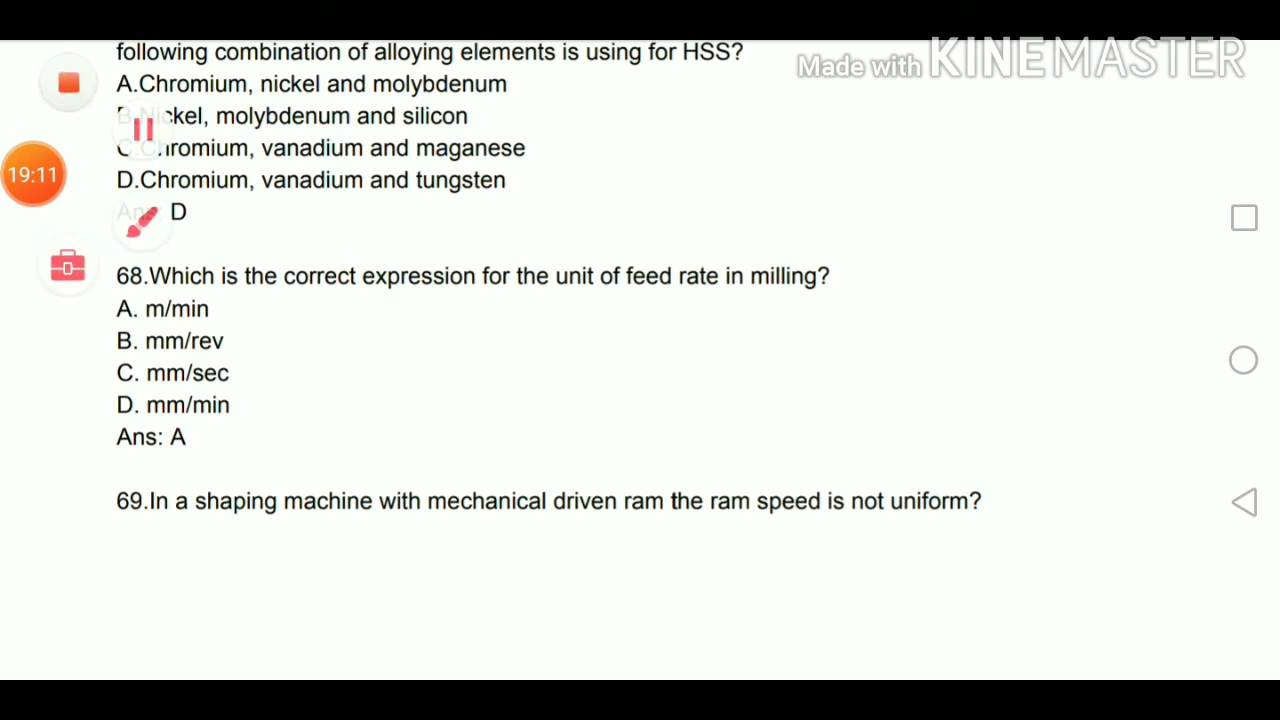 following combination of alloying elements is using for HSS?
Made with KINEMASTER
A.Chromium, nickel and molybdenum
B.Nickel, molybdenum and silicon
19:11
C.Chromium, vanadium and maganese
D.Chromium, vanadium and tungsten
Ans: D
68.Which is the correct expression for the unit of feed rate in milling?
A. m/min
B. mm/rev
C. mm/sec
D. mm/min
Ans: A
69.In a shaping machine with mechanical driven ram the ram speed is not uniform?